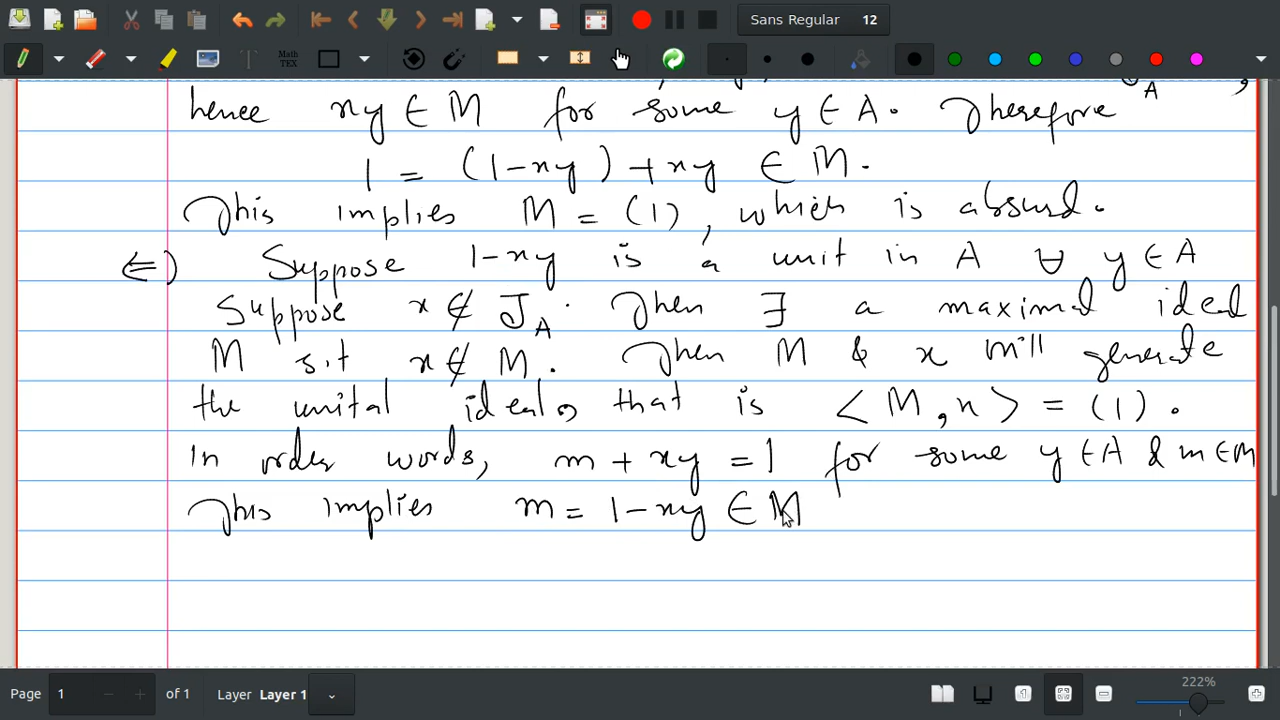 Sans Regular 12
T Math TEX
A ,
hence xy ∈ M for some y ∈ A. Therefore
1 = (1-xy) + xy ∈ M.
This implies M = (1), which is absurd.
⇐) Suppose 1-xy is a unit in A ∀ y ∈ A
Suppose x ∉ J_A. Then ∃ a maximal ideal
M s.t x ∉ M. Then M & x will generate
the unital ideal, that is < M, x > = (1).
In order words, m + xy = 1 for some y ∈ A & m ∈ M
This implies m = 1-xy ∈ M
Page 1 of 1 Layer Layer 1 222%